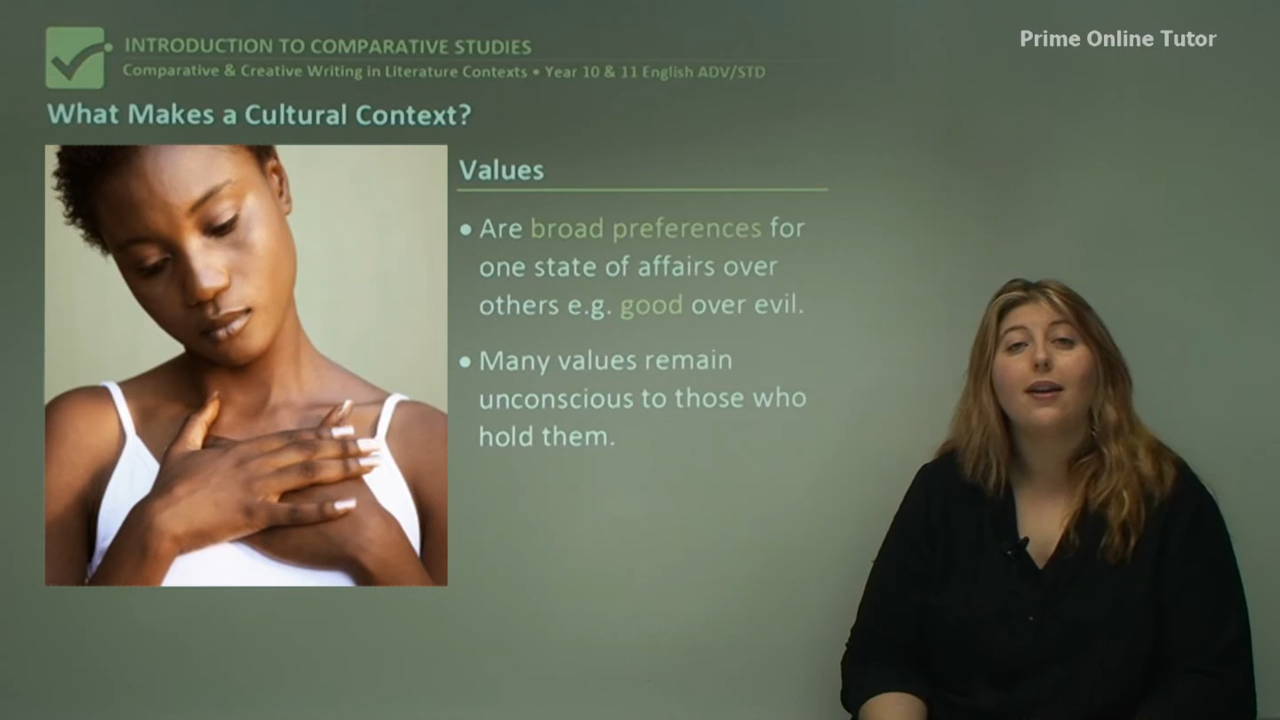 INTRODUCTION TO COMPARATIVE STUDIES
Prime Online Tutor
Comparative & Creative Writing in Literature Contexts • Year 10 & 11 English ADV/STD
What Makes a Cultural Context?
Values
• Are broad preferences for
one state of affairs over
others e.g. good over evil.
• Many values remain
unconscious to those who
hold them.